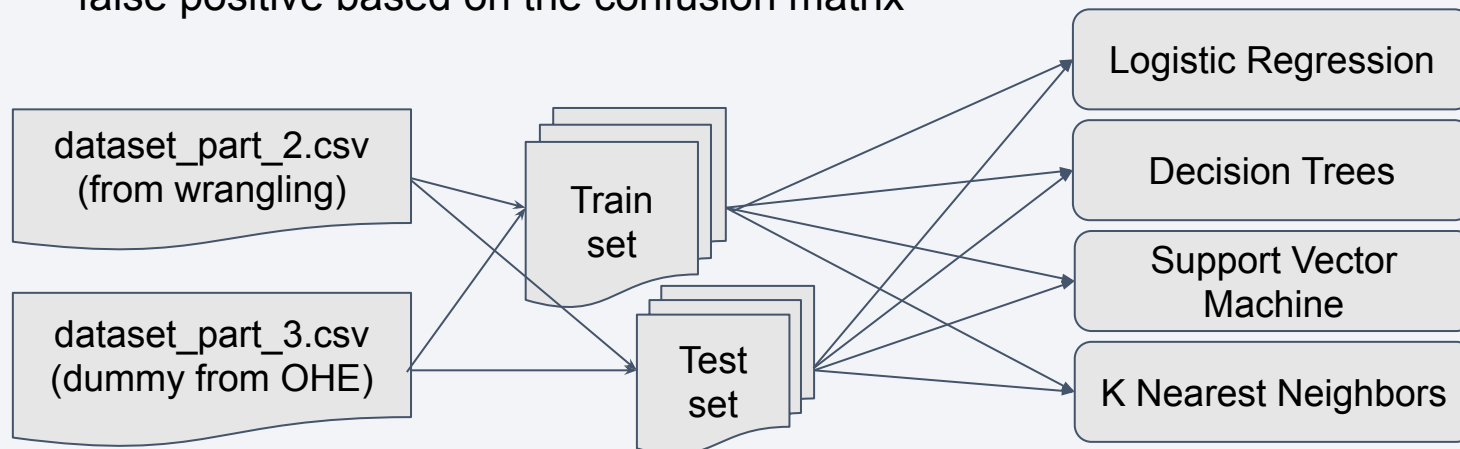 false positive based on the confusion matrix
dataset_part_2.csv
(from wrangling)
dataset_part_3.csv
(dummy from OHE)
Train
set
Test
set
Logistic Regression
Decision Trees
Support Vector
Machine
K Nearest Neighbors